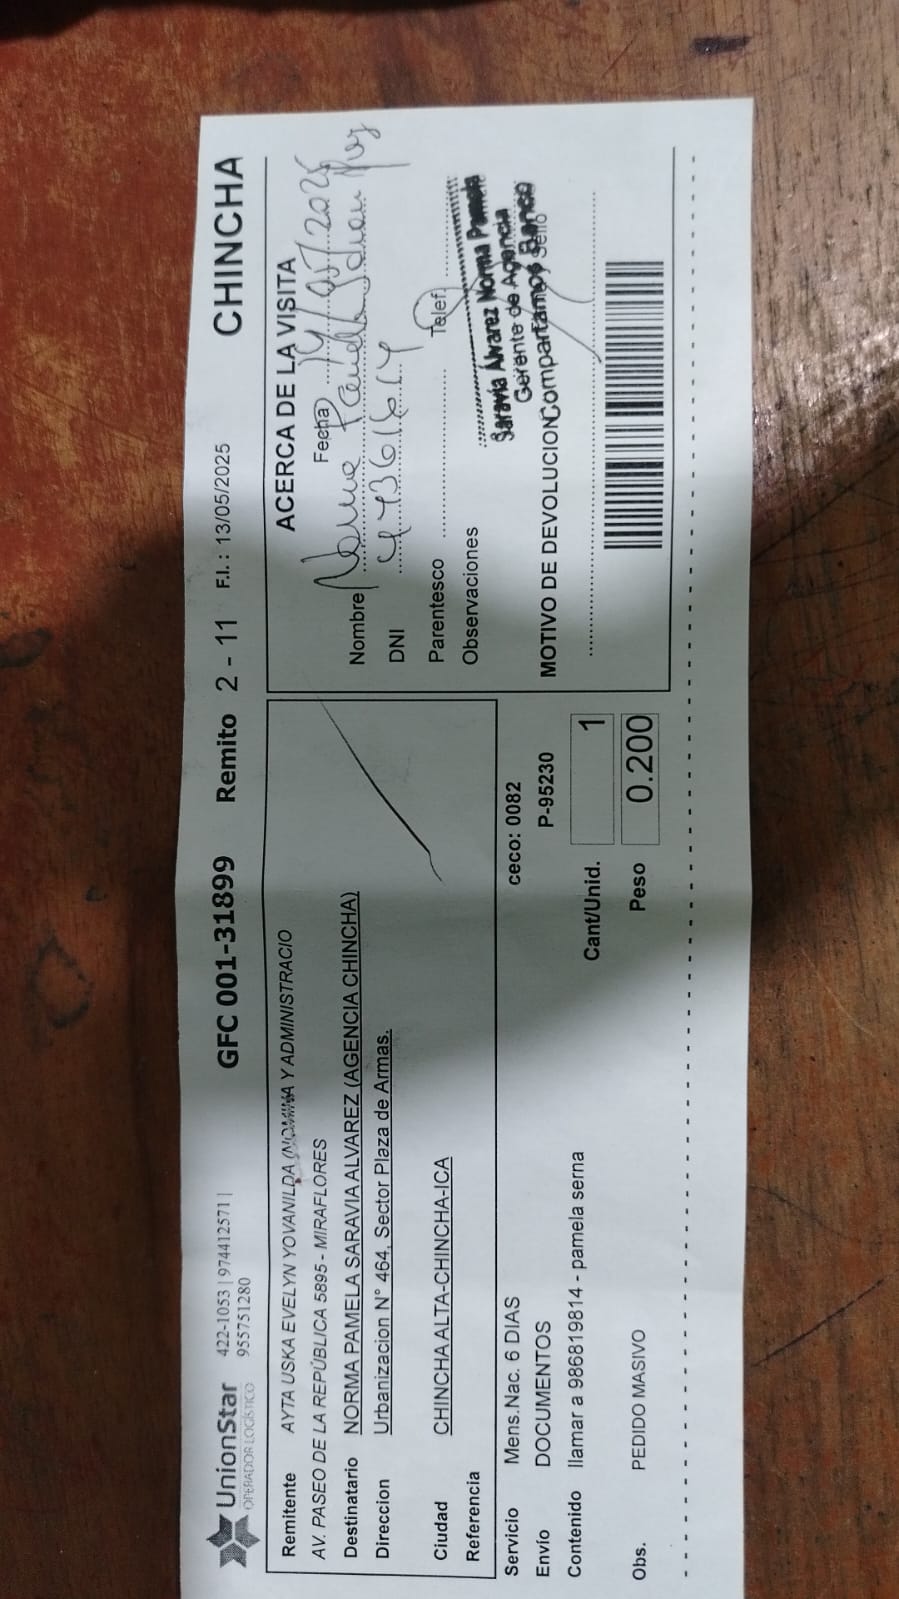 UnionStar
OPERADOR LOGÍSTICO
422-1053 | 974412571 |
955751280
GFC 001-31899
Remito 2 - 11
F.I.: 13/05/2025
CHINCHA
Remitente AYTA USKA EVELYN YOVANILDA (NOMINA Y ADMINISTRACIO
AV. PASEO DE LA REPÚBLICA 5895 - MIRAFLORES
Destinatario NORMA PAMELA SARAVIA ALVAREZ (AGENCIA CHINCHA)
Direccion Urbanizacion N° 464, Sector Plaza de Armas.
Ciudad CHINCHA ALTA-CHINCHA-ICA
Referencia
Servicio Mens.Nac. 6 DIAS
ceco: 0082
Envío DOCUMENTOS
P-95230
Contenido llamar a 986819814 - pamela serna
Cant/Unid. 1
Obs. PEDIDO MASIVO
Peso 0.200
ACERCA DE LA VISITA
Fecha
Nombre Norma Pamela
DNI
Parentesco
Telef.
Observaciones
Saravia Álvarez Norma Pamela
Gerente de Agencia
Compartamos Banco
MOTIVO DE DEVOLUCION
Sello